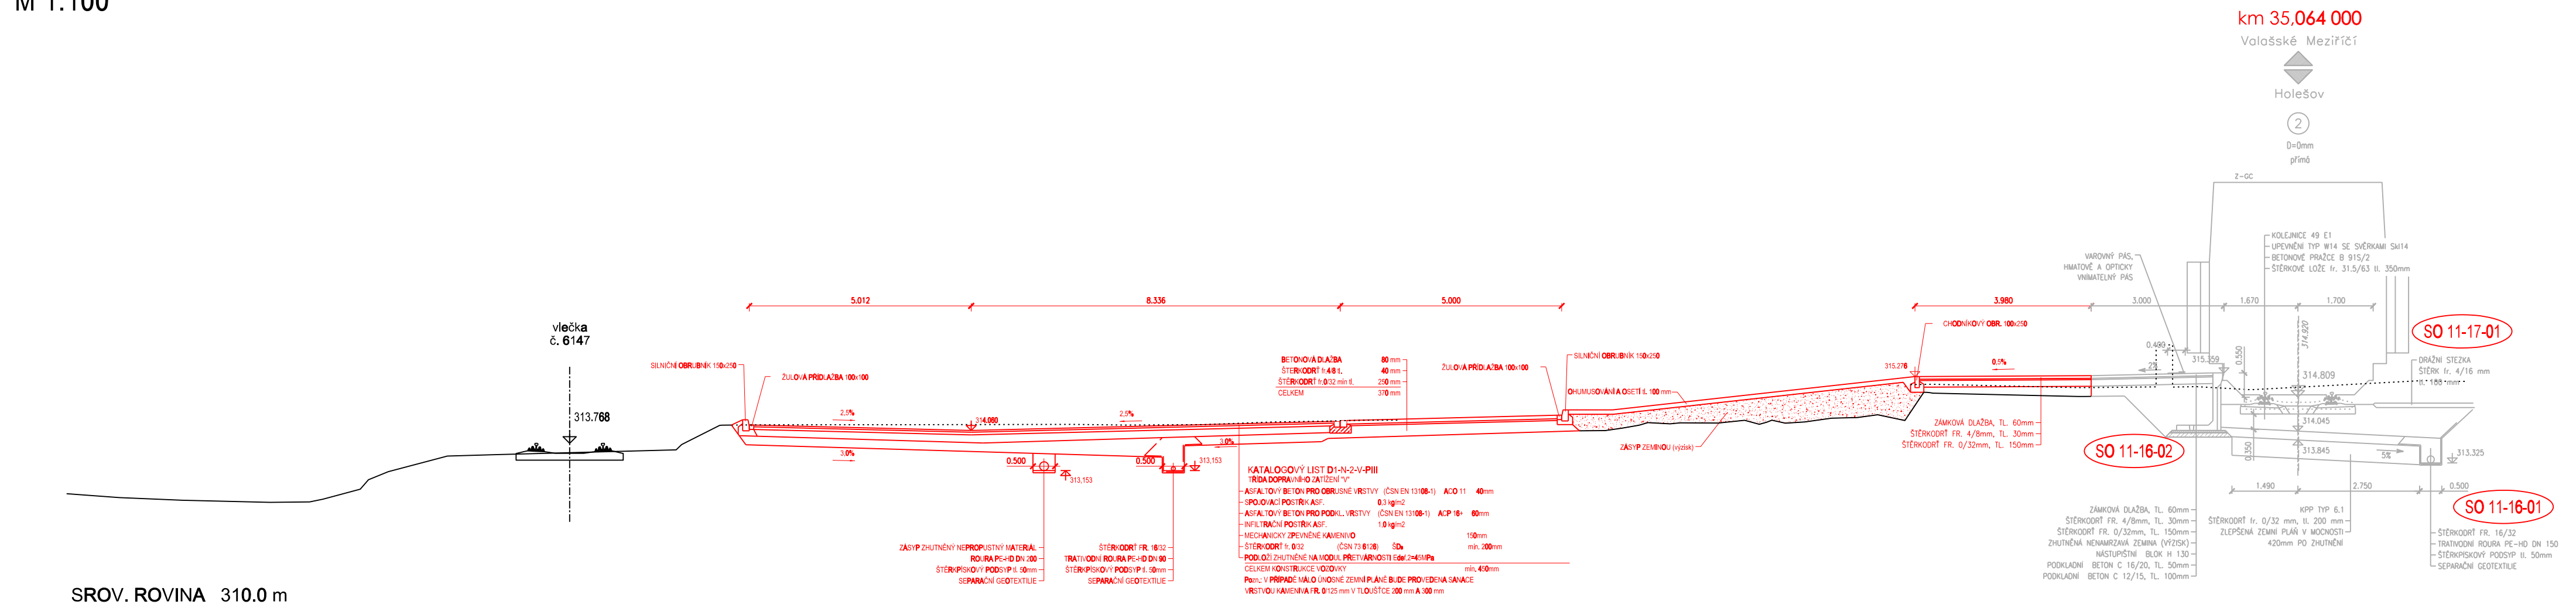 M 1:100
km 35,064 000
Valašské Meziříčí
Holešov
2
D=0mm
přímá
Z-GC
KOLEJNICE 49 E1
UPEVNĚNÍ TYP W14 SE SVĚRKAMI Skl14
BETONOVÉ PRAŽCE B 91S/2
ŠTĚRKOVÉ LOŽE fr. 31.5/63 tl. 350mm
VAROVNÝ PÁS,
HMATOVĚ A OPTICKY
VNÍMATELNÝ PÁS
5.012
8.336
5.000
3.980
3.000
1.670
1.700
314.920
SO 11-17-01
vlečka
č. 6147
313.768
SILNIČNÍ OBRUBNÍK 150x250
ŽULOVÁ PŘÍDLAŽBA 100x100
2.5%
314,060
2,5%
3.0%
BETONOVÁ DLAŽBA 80 mm
ŠTERKODRŤ fr.4/8 tl. 40 mm
ŠTĚRKODRŤ fr.0/32 min tl. 250 mm
CELKEM 370 mm
ŽULOVÁ PŘÍDLAŽBA 100x100
SILNIČNÍ OBRUBNÍK 150x250
OHUMUSOVÁNÍ A OSETÍ tl. 100 mm
ZÁSYP ZEMINOU (výzisk)
CHODNÍKOVÝ OBR. 100x250
315.276
0,5%
0.400
315.359
0.550
314.809
DRÁŽNÍ STEZKA
ŠTĚRK fr. 4/16 mm
tl. 100 mm
ZÁMKOVÁ DLAŽBA, TL. 60mm
ŠTĚRKODRŤ FR. 4/8mm, TL. 30mm
ŠTĚRKODRŤ FR. 0/32mm, TL. 150mm
SO 11-16-02
314.045
313.845
0.350
5%
313.325
0.500
0.500
313,153
313,153
3.0%
KATALOGOVÝ LIST D1-N-2-V-PIII
TŘÍDA DOPRAVNÍHO ZATÍŽENÍ "V"
ASFALTOVÝ BETON PRO OBRUSNÉ VRSTVY (ČSN EN 13108-1) ACO 11 40mm
SPOJOVACÍ POSTŘIK ASF. 0,3 kg/m2
ASFALTOVÝ BETON PRO PODKL. VRSTVY (ČSN EN 13108-1) ACP 16+ 60mm
INFILTRAČNÍ POSTŘIK ASF. 1.0 kg/m2
MECHANICKY ZPEVNĚNÉ KAMENIVO 150mm
ŠTĚRKODRŤ fr. 0/32 (ČSN 73 6126) ŠDA min. 200mm
PODLOŽÍ ZHUTNĚNÉ NA MODUL PŘETVÁRNOSTI Edef,2=45MPa
CELKEM KONSTRUKCE VOZOVKY min. 450mm
Pozn.: V PŘÍPADĚ MÁLO ÚNOSNÉ ZEMNÍ PLÁNĚ BUDE PROVEDENA SANACE
VRSTVOU KAMENIVA FR. 0/125 mm V TLOUŠŤCE 200 mm A 300 mm
ZÁSYP ZHUTNĚNÝ NEPROPUSTNÝ MATERIÁL
ROURA PE-HD DN 200
ŠTĚRKPÍSKOVÝ PODSYP tl. 50mm
SEPARAČNÍ GEOTEXTILIE
ŠTĚRKODRŤ FR. 16/32
TRATIVODNÍ ROURA PE-HD DN 90
ŠTĚRKPÍSKOVÝ PODSYP tl. 50mm
SEPARAČNÍ GEOTEXTILIE
1.490
2.750
0.500
SO 11-16-01
ZÁMKOVÁ DLAŽBA, TL. 60mm
ŠTĚRKODRŤ FR. 4/8mm, TL. 30mm
ŠTĚRKODRŤ FR. 0/32mm, TL. 150mm
ZHUTNĚNÁ NENAMRZAVÁ ZEMINA (VÝZISK)
NÁSTUPIŠTNÍ BLOK H 130
PODKLADNÍ BETON C 16/20, TL. 50mm
PODKLADNÍ BETON C 12/15, TL. 100mm
KPP TYP 6.1
ŠTĚRKODRŤ fr. 0/32 mm, tl. 200 mm
ZLEPŠENÁ ZEMNÍ PLÁŇ V MOCNOSTI
420mm PO ZHUTNĚNÍ
ŠTĚRKODRŤ FR. 16/32
TRATIVODNÍ ROURA PE-HD DN 150
ŠTĚRKPÍSKOVÝ PODSYP tl. 50mm
SEPARAČNÍ GEOTEXTILIE
SROV. ROVINA 310.0 m